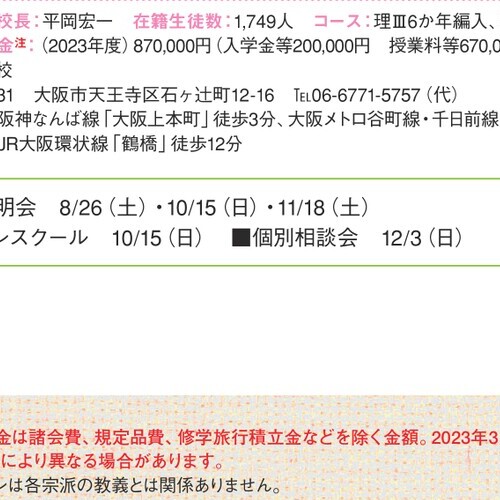 校長：平岡宏一 在籍生徒数：1,749人 コース：理Ⅲ6か年編入、
金注：（2023年度）870,000円（入学金等200,000円 授業料等670,0
校
31 大阪市天王寺区石ヶ辻町12-16 ℡06-6771-5757（代）
阪神なんば線「大阪上本町」徒歩3分、大阪メトロ谷町線・千日前線
JR大阪環状線「鶴橋」徒歩12分
明会 8/26（土）・10/15（日）・11/18（土）
ンスクール 10/15（日） ■個別相談会 12/3（日）
金は諸会費、規定品費、修学旅行積立金などを除く金額。2023年3
により異なる場合があります。
ンは各宗派の教義とは関係ありません。